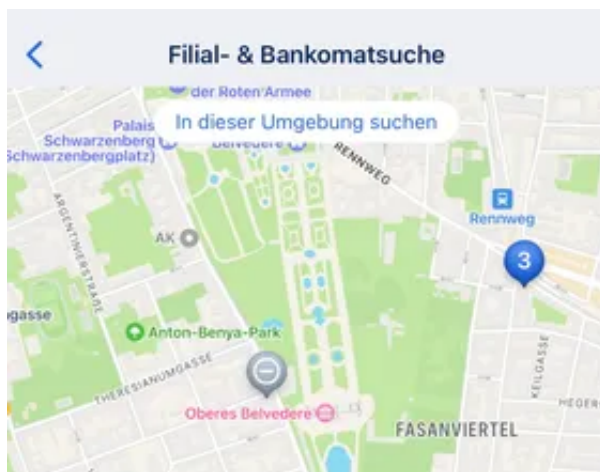 Filial- & Bankomatsuche
der Roten Armee
In dieser Umgebung suchen
Palais
Schwarzenberg
Schwarzenbergplatz)
Belvedere
RENNWEG
ARGENTINIERSTRAßE
Rennweg
AK
3
gasse
Anton-Benya-Park
THERESIANUMGASSE
KEILGASSE
HEGER
Oberes Belvedere
FASANVIERTEL